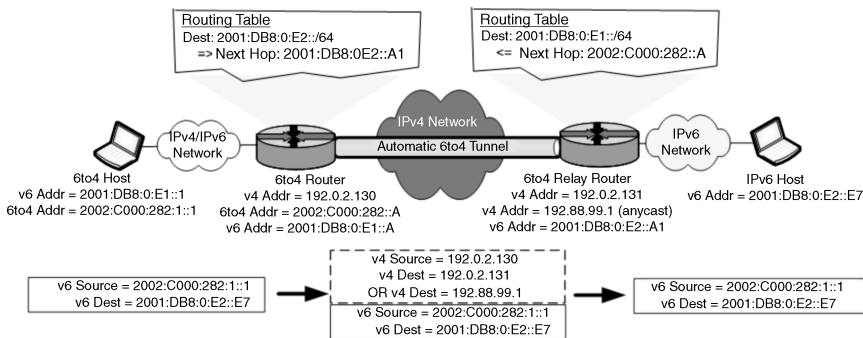 Routing Table
Dest: 2001:DB8:0:E2::/64
=> Next Hop: 2001:DB8:0E2::A1
Routing Table
Dest: 2001:DB8:0:E1::/64
<= Next Hop: 2002:C000:282::A
IPv4/IPv6
Network
IPv4 Network
Automatic 6to4 Tunnel
IPv6
Network
6to4 Host
v6 Addr = 2001:DB8:0:E1::1
6to4 Addr = 2002:C000:282:1::1
6to4 Router
v4 Addr = 192.0.2.130
6to4 Addr = 2002:C000:282::A
v6 Addr = 2001:DB8:0:E1::A
6to4 Relay Router
v4 Addr = 192.0.2.131
v4 Addr = 192.88.99.1 (anycast)
v6 Addr = 2001:DB8:0:E2::A1
IPv6 Host
v6 Addr = 2001:DB8:0:E2::E7
v6 Source = 2002:C000:282:1::1
v6 Dest = 2001:DB8:0:E2::E7
v4 Source = 192.0.2.130
v4 Dest = 192.0.2.131
OR v4 Dest = 192.88.99.1
v6 Source = 2002:C000:282:1::1
v6 Dest = 2001:DB8:0:E2::E7
v6 Source = 2002:C000:282:1::1
v6 Dest = 2001:DB8:0:E2::E7